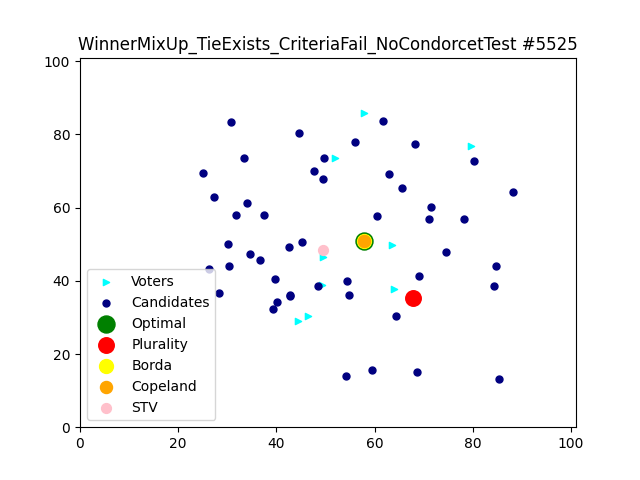 WinnerMixUp_TieExists_CriteriaFail_NoCondorcetTest #5525
100
80
60
40
20
0
Voters
Candidates
Optimal
Plurality
Borda
Copeland
STV
0 20 40 60 80 100